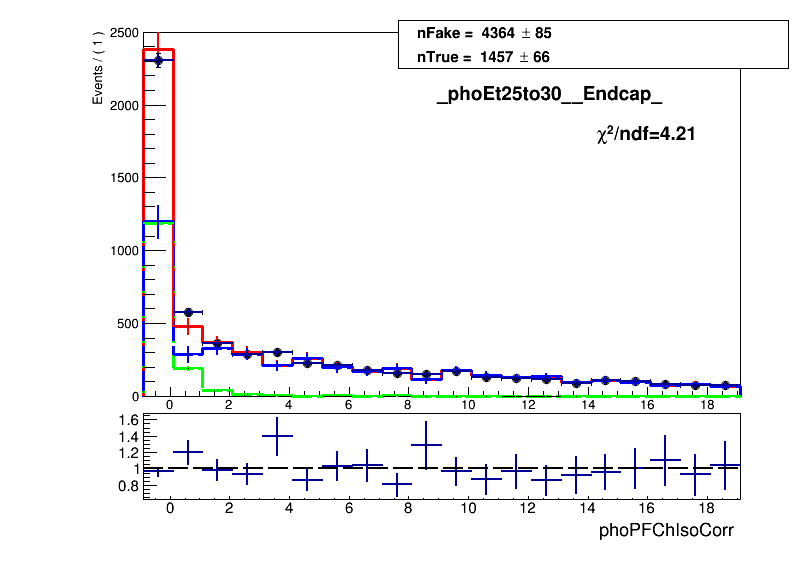 nFake = 4364 ± 85
nTrue = 1457 ± 66
_phoEt25to30__Endcap_
χ²/ndf=4.21
Events / ( 1 )
2500
2000
1500
1000
500
0
0 2 4 6 8 10 12 14 16 18
1.6
1.4
1.2
1
0.8
0 2 4 6 8 10 12 14 16 18
phoPFChIsoCorr